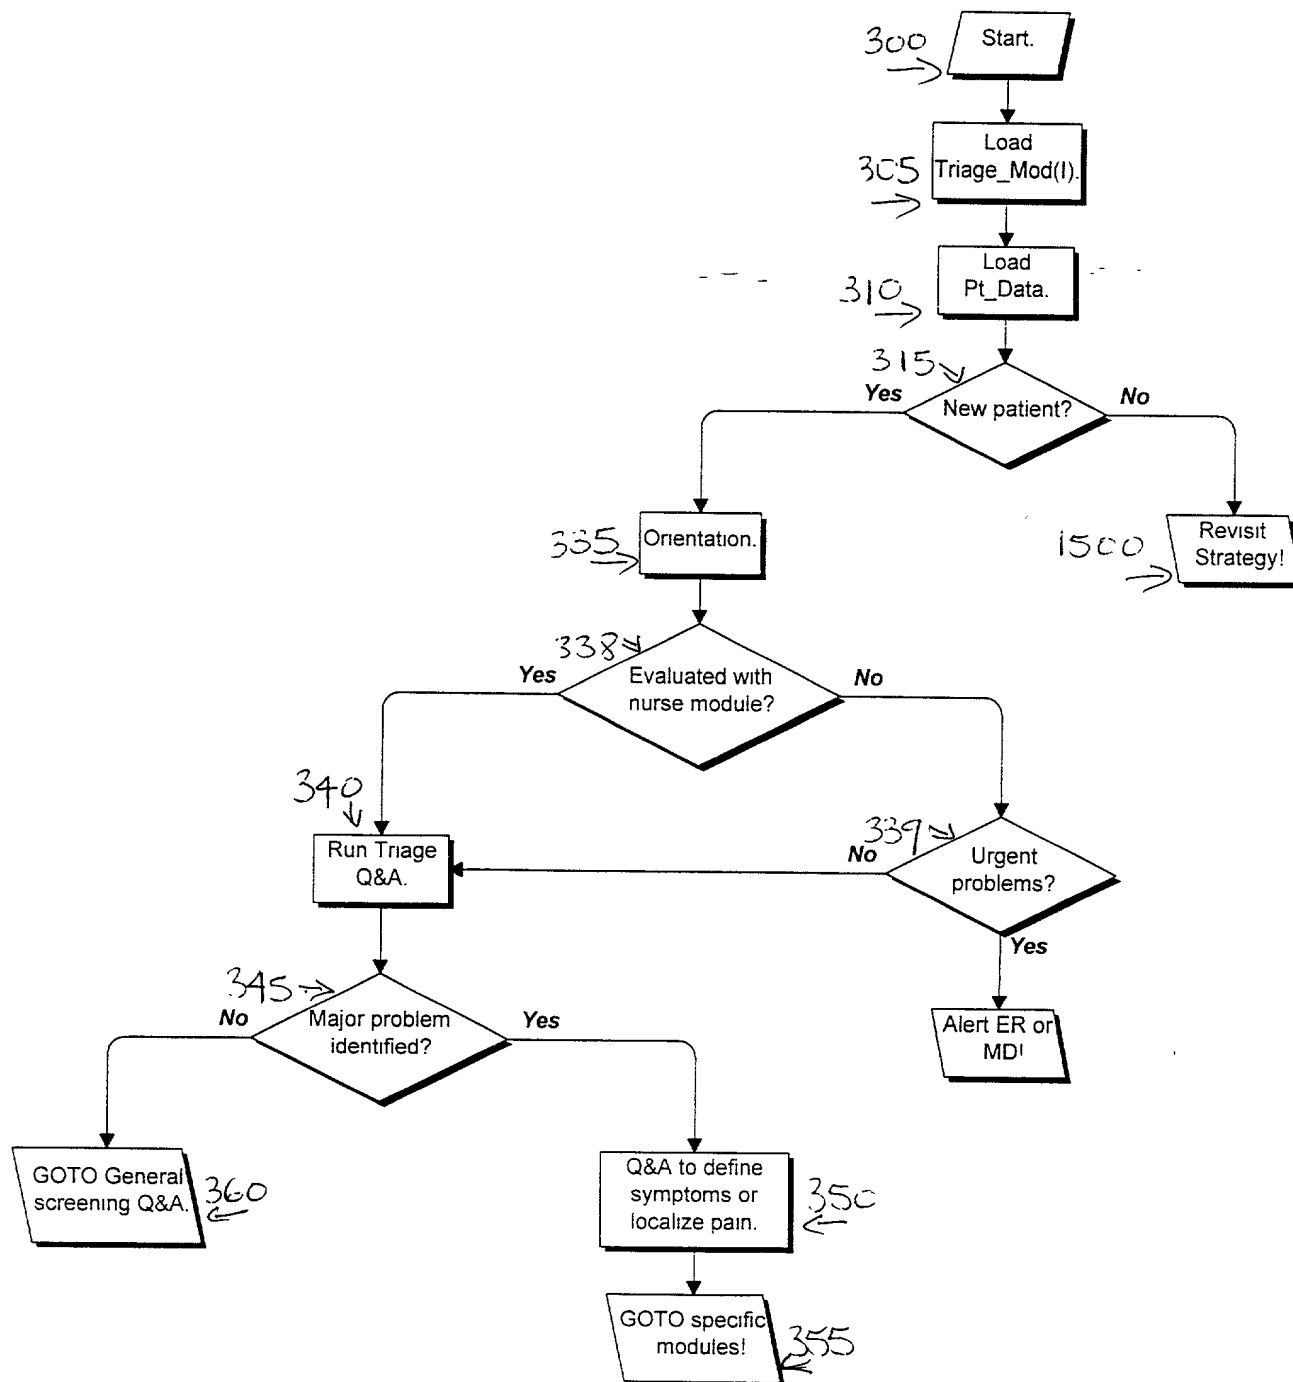 300
Start.
305
Load
Triage_Mod(I).
310
Load
Pt_Data.
315
Yes
New patient?
No
335
Orientation.
1500
Revisit
Strategy!
338
Yes
Evaluated with
nurse module?
No
340
Run Triage
Q&A.
339
No
Urgent
problems?
Yes
345
No
Major problem
identified?
Yes
Alert ER or
MD!
GOTO General
screening Q&A.
360
Q&A to define
symptoms or
localize pain.
350
GOTO specific
modules!
355